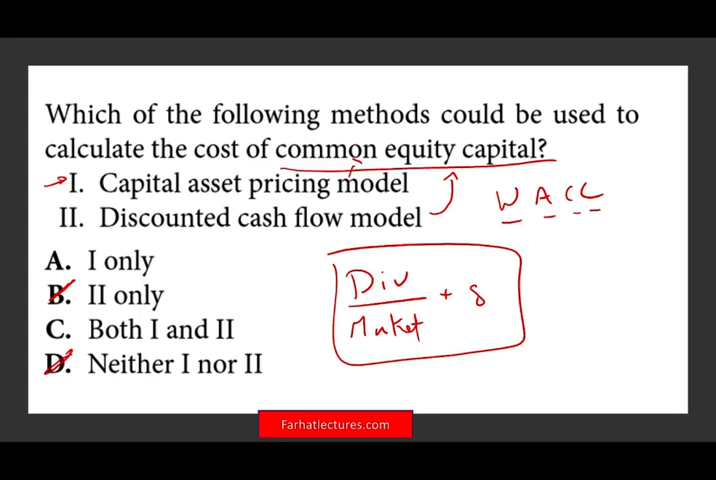 Which of the following methods could be used to
calculate the cost of common equity capital?
I. Capital asset pricing model
II. Discounted cash flow model
WACC
A. I only
B. II only
C. Both I and II
D. Neither I nor II
Div
Market
+ g
Farhatlectures.com